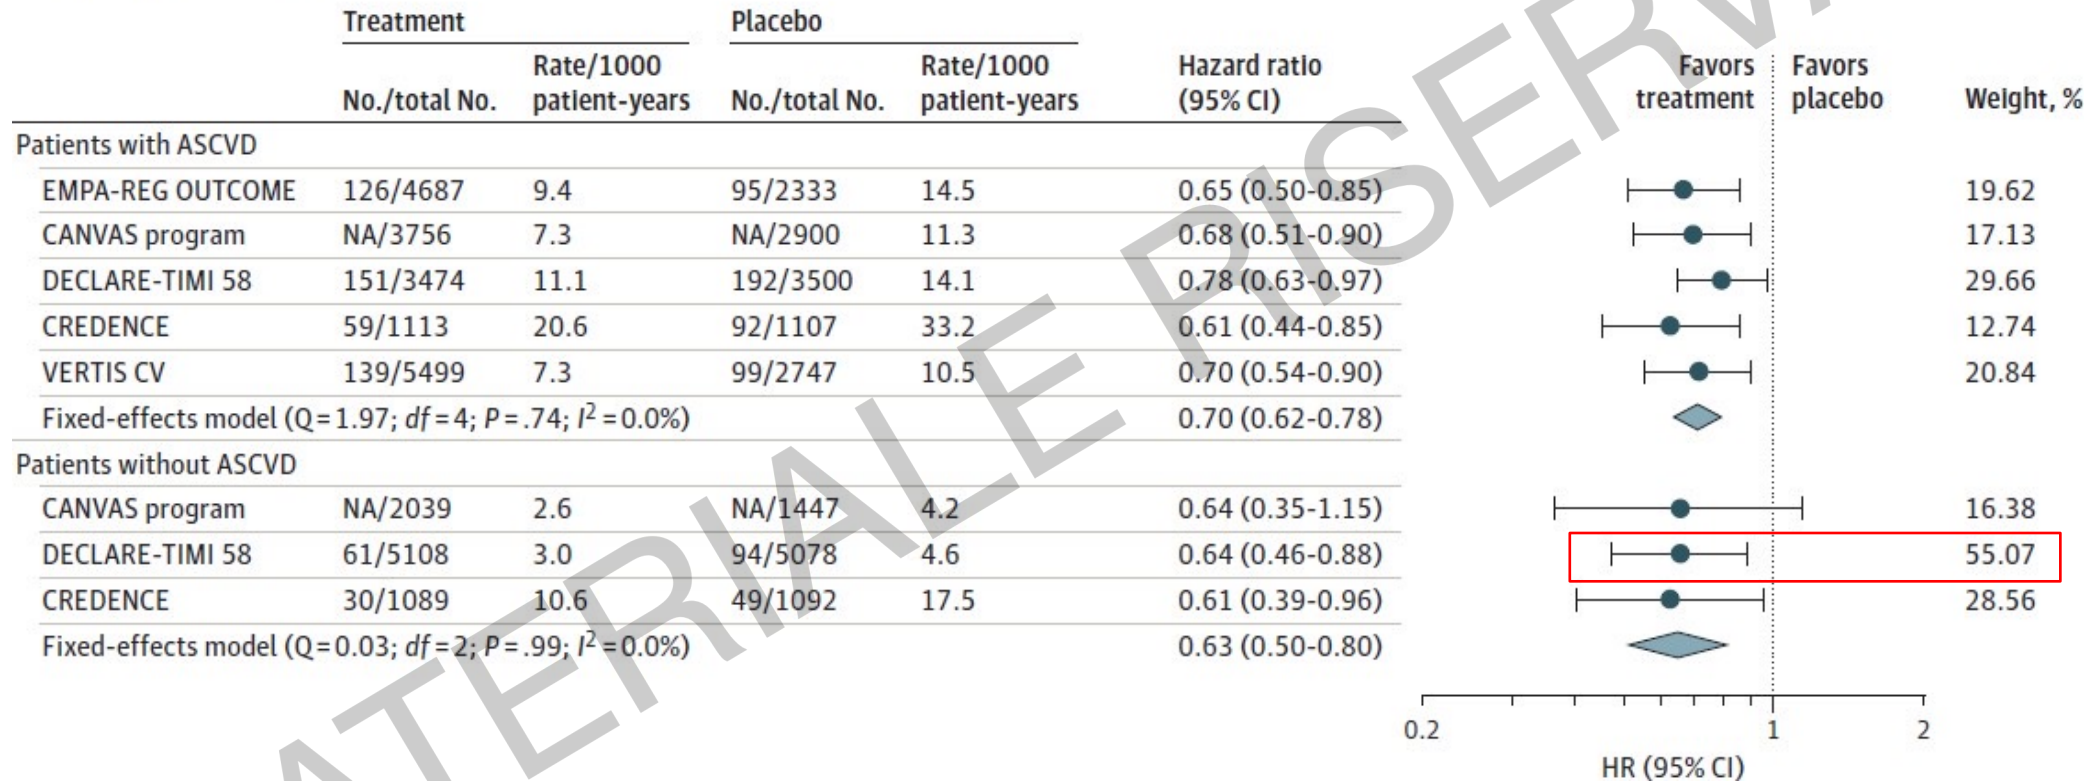 Treatment Placebo
No./total No. Rate/1000 patient-years No./total No. Rate/1000 patient-years Hazard ratio (95% CI) Favors treatment Favors placebo Weight, %
Patients with ASCVD
EMPA-REG OUTCOME 126/4687 9.4 95/2333 14.5 0.65 (0.50-0.85) 19.62
CANVAS program NA/3756 7.3 NA/2900 11.3 0.68 (0.51-0.90) 17.13
DECLARE-TIMI 58 151/3474 11.1 192/3500 14.1 0.78 (0.63-0.97) 29.66
CREDENCE 59/1113 20.6 92/1107 33.2 0.61 (0.44-0.85) 12.74
VERTIS CV 139/5499 7.3 99/2747 10.5 0.70 (0.54-0.90) 20.84
Fixed-effects model (Q=1.97; df=4; P=.74; I²=0.0%) 0.70 (0.62-0.78)
Patients without ASCVD
CANVAS program NA/2039 2.6 NA/1447 4.2 0.64 (0.35-1.15) 16.38
DECLARE-TIMI 58 61/5108 3.0 94/5078 4.6 0.64 (0.46-0.88) 55.07
CREDENCE 30/1089 10.6 49/1092 17.5 0.61 (0.39-0.96) 28.56
Fixed-effects model (Q=0.03; df=2; P=.99; I²=0.0%) 0.63 (0.50-0.80)
0.2 1 2
HR (95% CI)
ATERIALE RISERVA